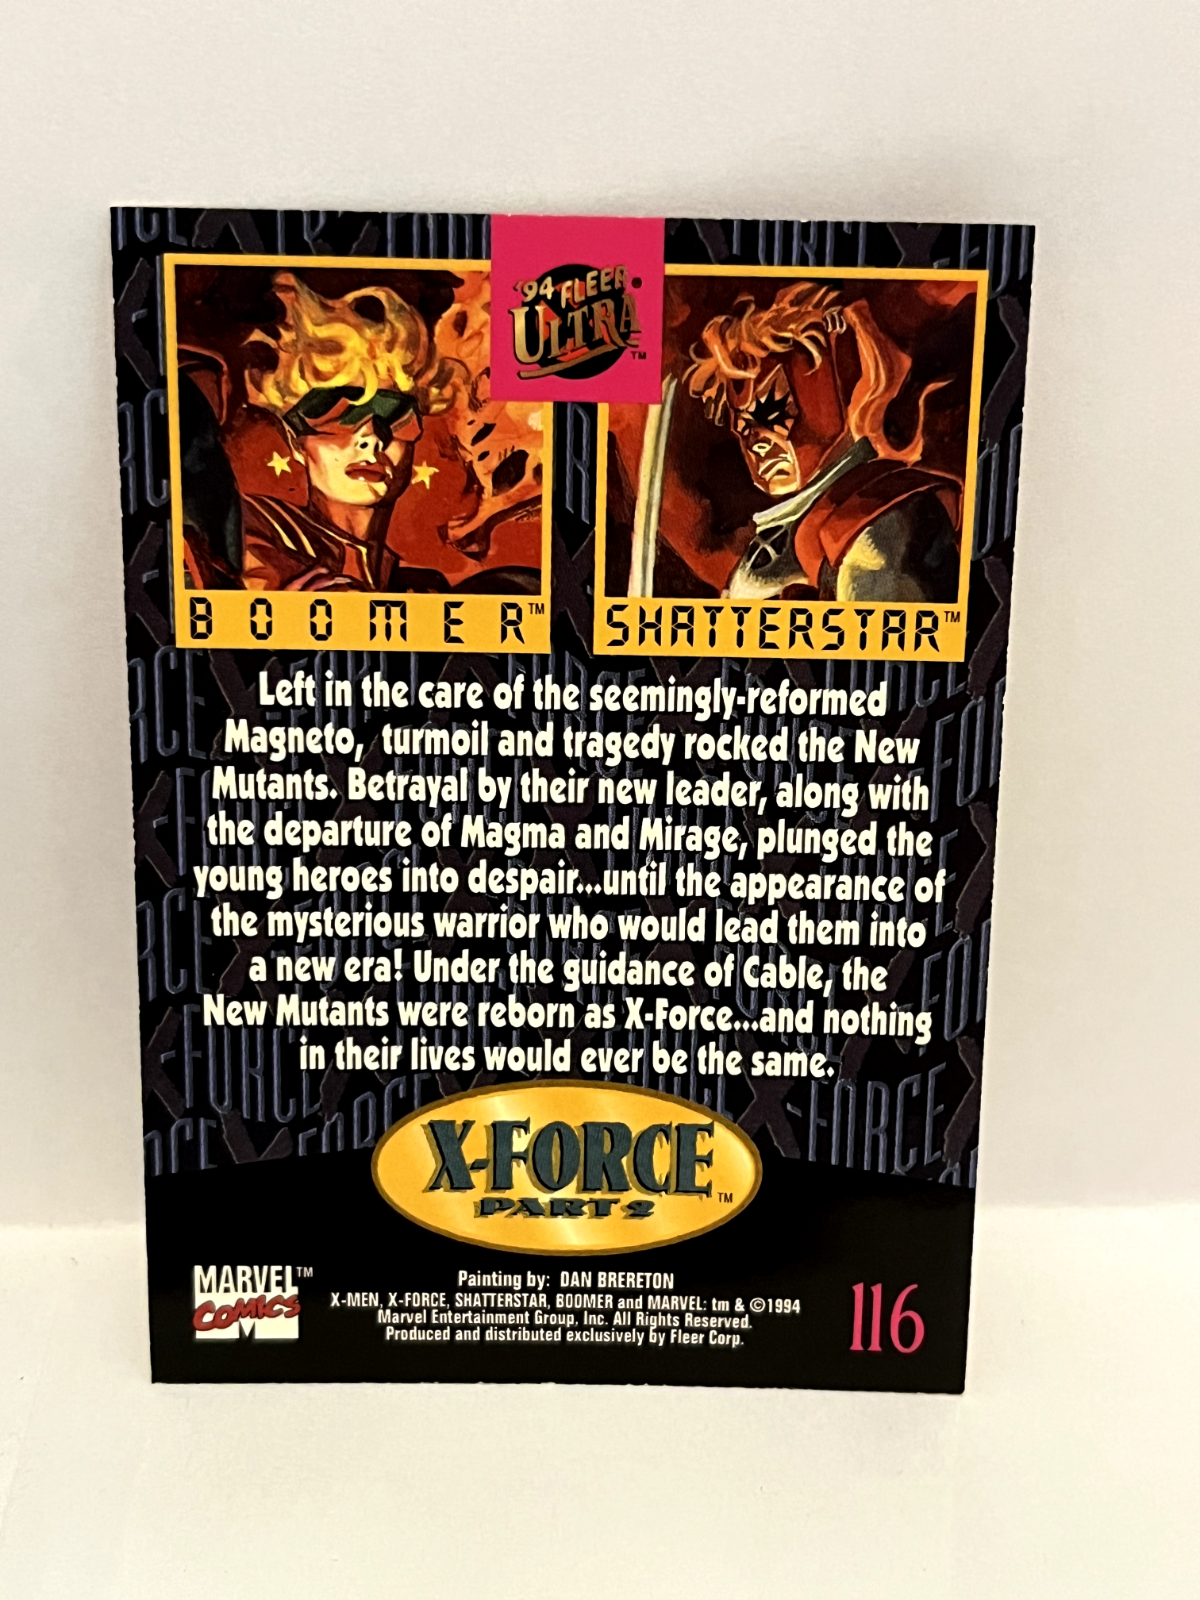 '94 FLEER
ULTRA™
BOOMER™
SHATTERSTAR™
Left in the care of the seemingly-reformed
Magneto, turmoil and tragedy rocked the New
Mutants. Betrayal by their new leader, along with
the departure of Magma and Mirage, plunged the
young heroes into despair...until the appearance of
the mysterious warrior who would lead them into
a new era! Under the guidance of Cable, the
New Mutants were reborn as X-Force...and nothing
in their lives would ever be the same.
X-FORCE™
PART 2
MARVEL™
COMICS
Painting by: DAN BRERETON
X-MEN, X-FORCE, SHATTERSTAR, BOOMER and MARVEL: tm & ©1994
Marvel Entertainment Group, Inc. All Rights Reserved.
Produced and distributed exclusively by Fleer Corp.
116